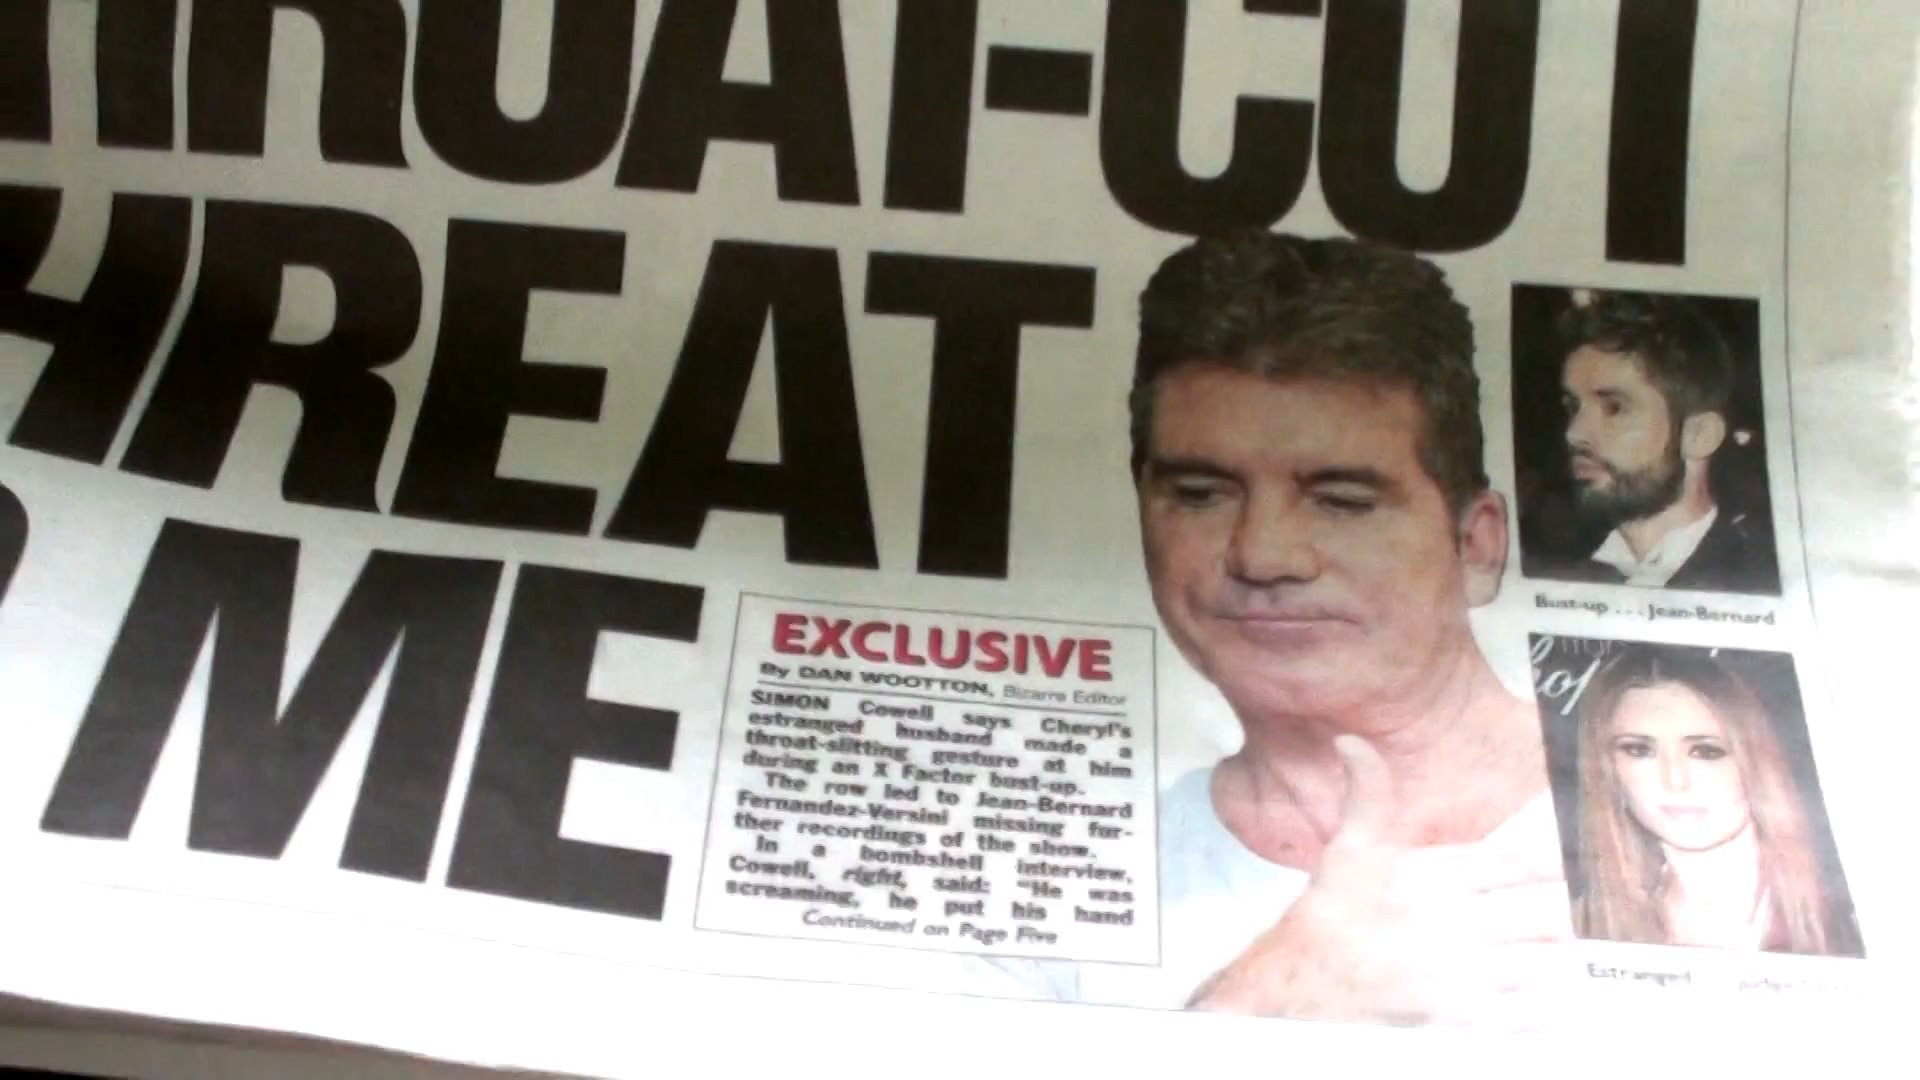 THROAT-CUT
THREAT
ME
EXCLUSIVE
By DAN WOOTTON, Bizarre Editor
SIMON Cowell says Cheryl's
estranged husband made a
throat-slitting gesture at him
during an X Factor bust-up.
The row led to Jean-Bernard
Fernandez-Versini missing fur-
ther recordings of the show.
In a bombshell interview,
Cowell, right, said: "He was
screaming, he put his hand
Continued on Page Five
Bust-up . . . Jean-Bernard
Estranged